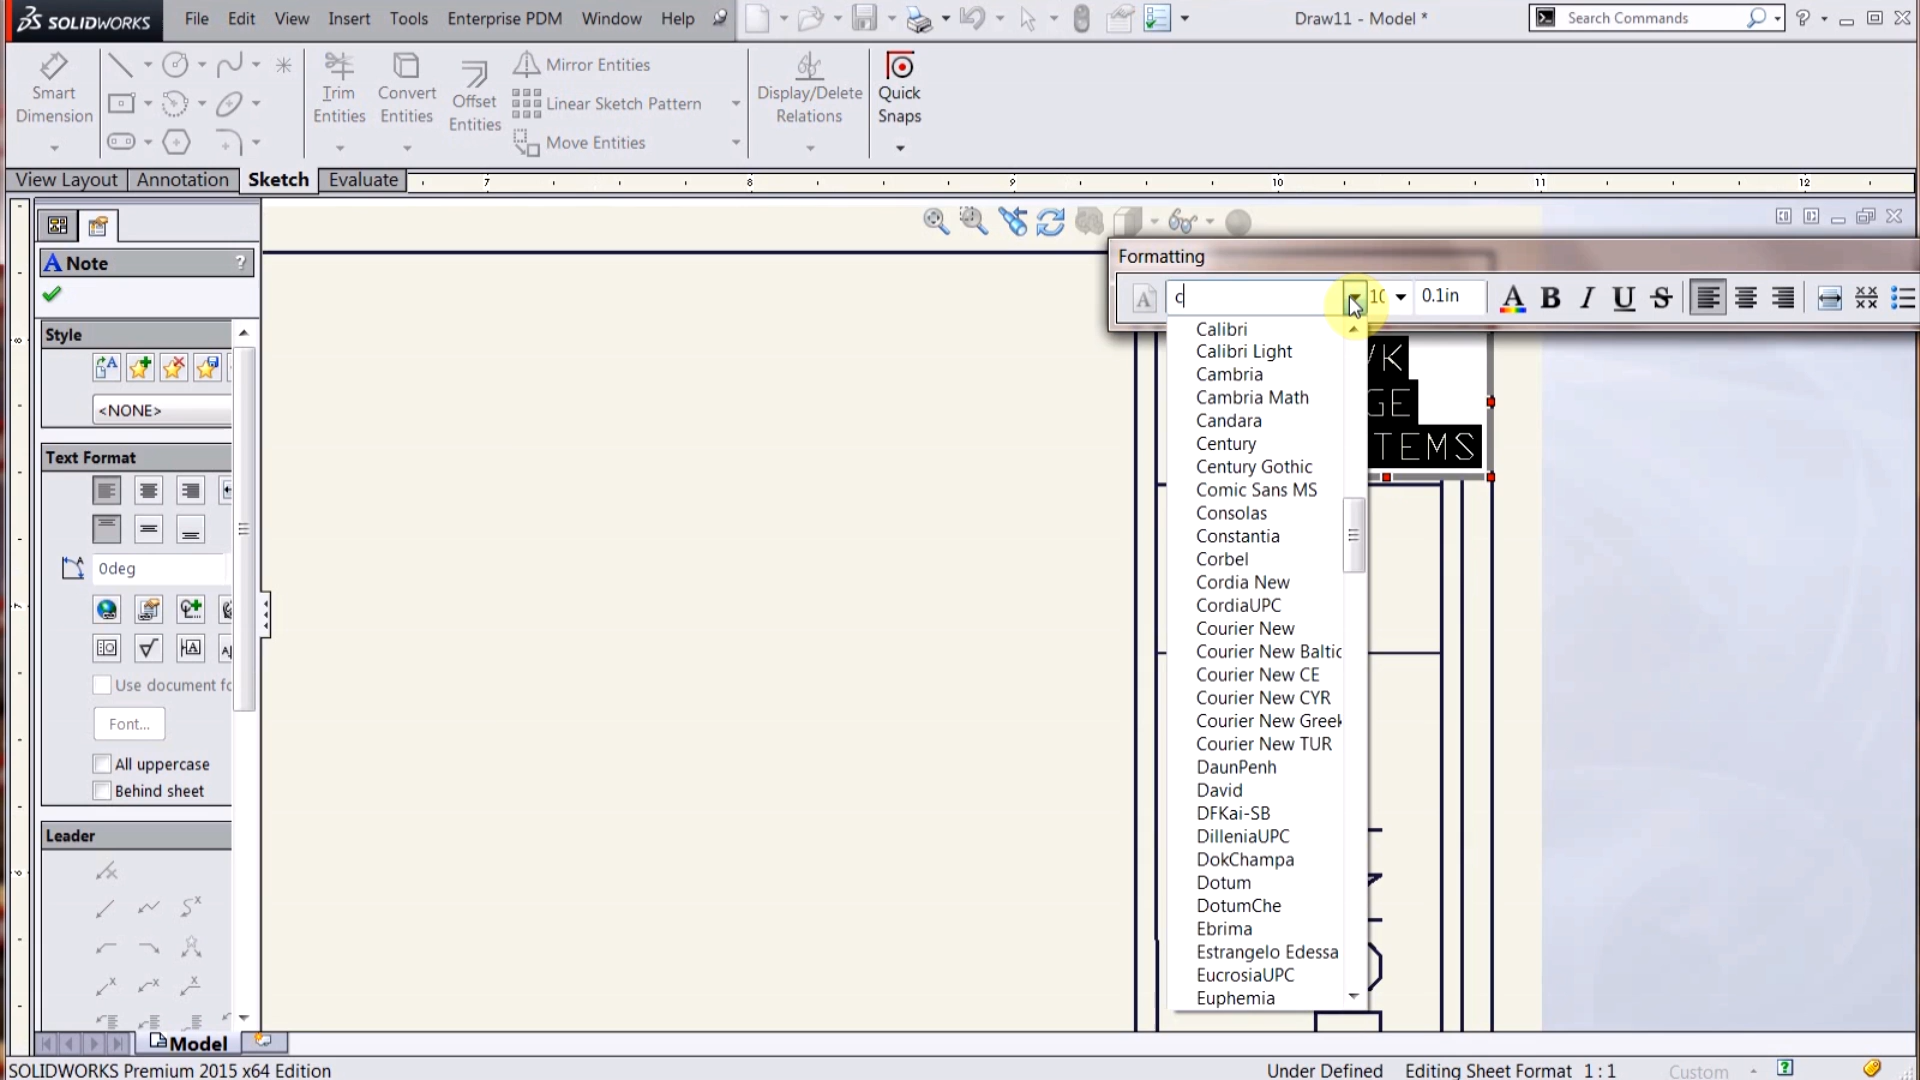 SOLIDWORKS File Edit View Insert Tools Enterprise PDM Window Help Draw11 - Model * Search Commands
Smart Dimension
Trim Entities
Convert Entities
Offset Entities
Mirror Entities
Linear Sketch Pattern
Move Entities
Display/Delete Relations
Quick Snaps
View Layout Annotation Sketch Evaluate
7 8 9 10 11 12
Note
Style
<NONE>
Text Format
0deg
Use document
Font...
All uppercase
Behind sheet
Leader
Formatting
c 0.1in
Calibri
Calibri Light
Cambria
Cambria Math
Candara
Century
Century Gothic
Comic Sans MS
Consolas
Constantia
Corbel
Cordia New
CordiaUPC
Courier New
Courier New Baltic
Courier New CE
Courier New CYR
Courier New Greek
Courier New TUR
DaunPenh
David
DFKai-SB
DilleniaUPC
DokChampa
Dotum
DotumChe
Ebrima
Estrangelo Edessa
EucrosiaUPC
Euphemia
GE
TEMS
Model
SOLIDWORKS Premium 2015 x64 Edition Under Defined Editing Sheet Format 1 : 1 Custom